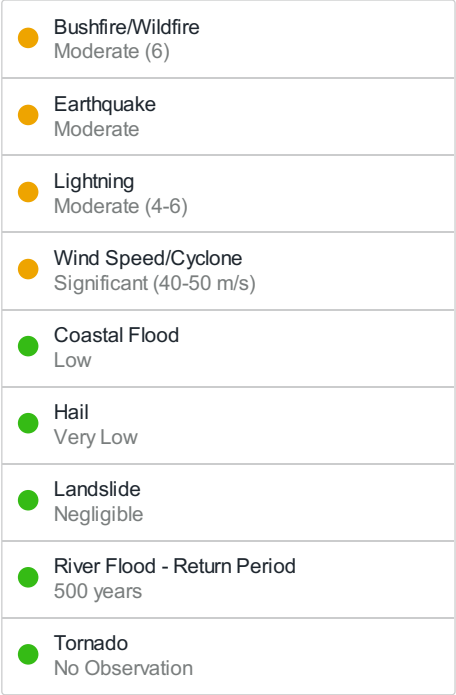 Bushfire/Wildfire
Moderate (6)
Earthquake
Moderate
Lightning
Moderate (4-6)
Wind Speed/Cyclone
Significant (40-50 m/s)
Coastal Flood
Low
Hail
Very Low
Landslide
Negligible
River Flood - Return Period
500 years
Tornado
No Observation